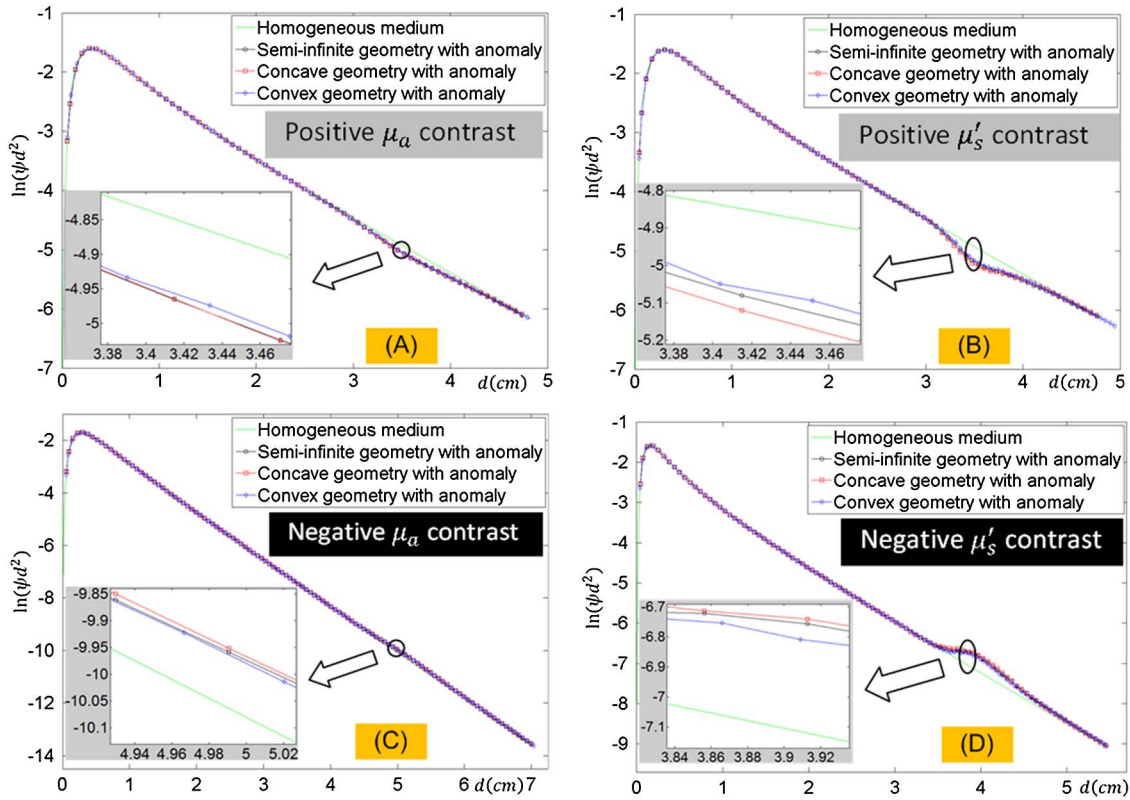 -1
-2
-3
-4
-5
-6
-7
ln(ψd²)
Homogeneous medium
Semi-infinite geometry with anomaly
Concave geometry with anomaly
Convex geometry with anomaly
Positive μₐ contrast
-4.85
-4.9
-4.95
-5
3.38 3.4 3.42 3.44 3.46
(A)
0 1 2 3 4 d(cm) 5
-1
-2
-3
-4
-5
-6
-7
ln(ψd²)
Homogeneous medium
Semi-infinite geometry with anomaly
Concave geometry with anomaly
Convex geometry with anomaly
Positive μ′ₛ contrast
-4.8
-4.9
-5
-5.1
-5.2
3.38 3.4 3.42 3.44 3.46
(B)
0 1 2 3 4 d(cm) 5
-2
-4
-6
-8
-10
-12
-14
ln(ψd²)
Homogeneous medium
Semi-infinite geometry with anomaly
Concave geometry with anomaly
Convex geometry with anomaly
Negative μₐ contrast
-9.85
-9.9
-9.95
-10
-10.05
-10.1
4.94 4.96 4.98 5 5.02
(C)
0 1 2 3 4 5 6 d(cm) 7
-1
-2
-3
-4
-5
-6
-7
-8
-9
ln(ψd²)
Homogeneous medium
Semi-infinite geometry with anomaly
Concave geometry with anomaly
Convex geometry with anomaly
Negative μ′ₛ contrast
-6.7
-6.8
-6.9
-7
-7.1
3.84 3.86 3.88 3.9 3.92
(D)
0 1 2 3 4 5 d(cm)